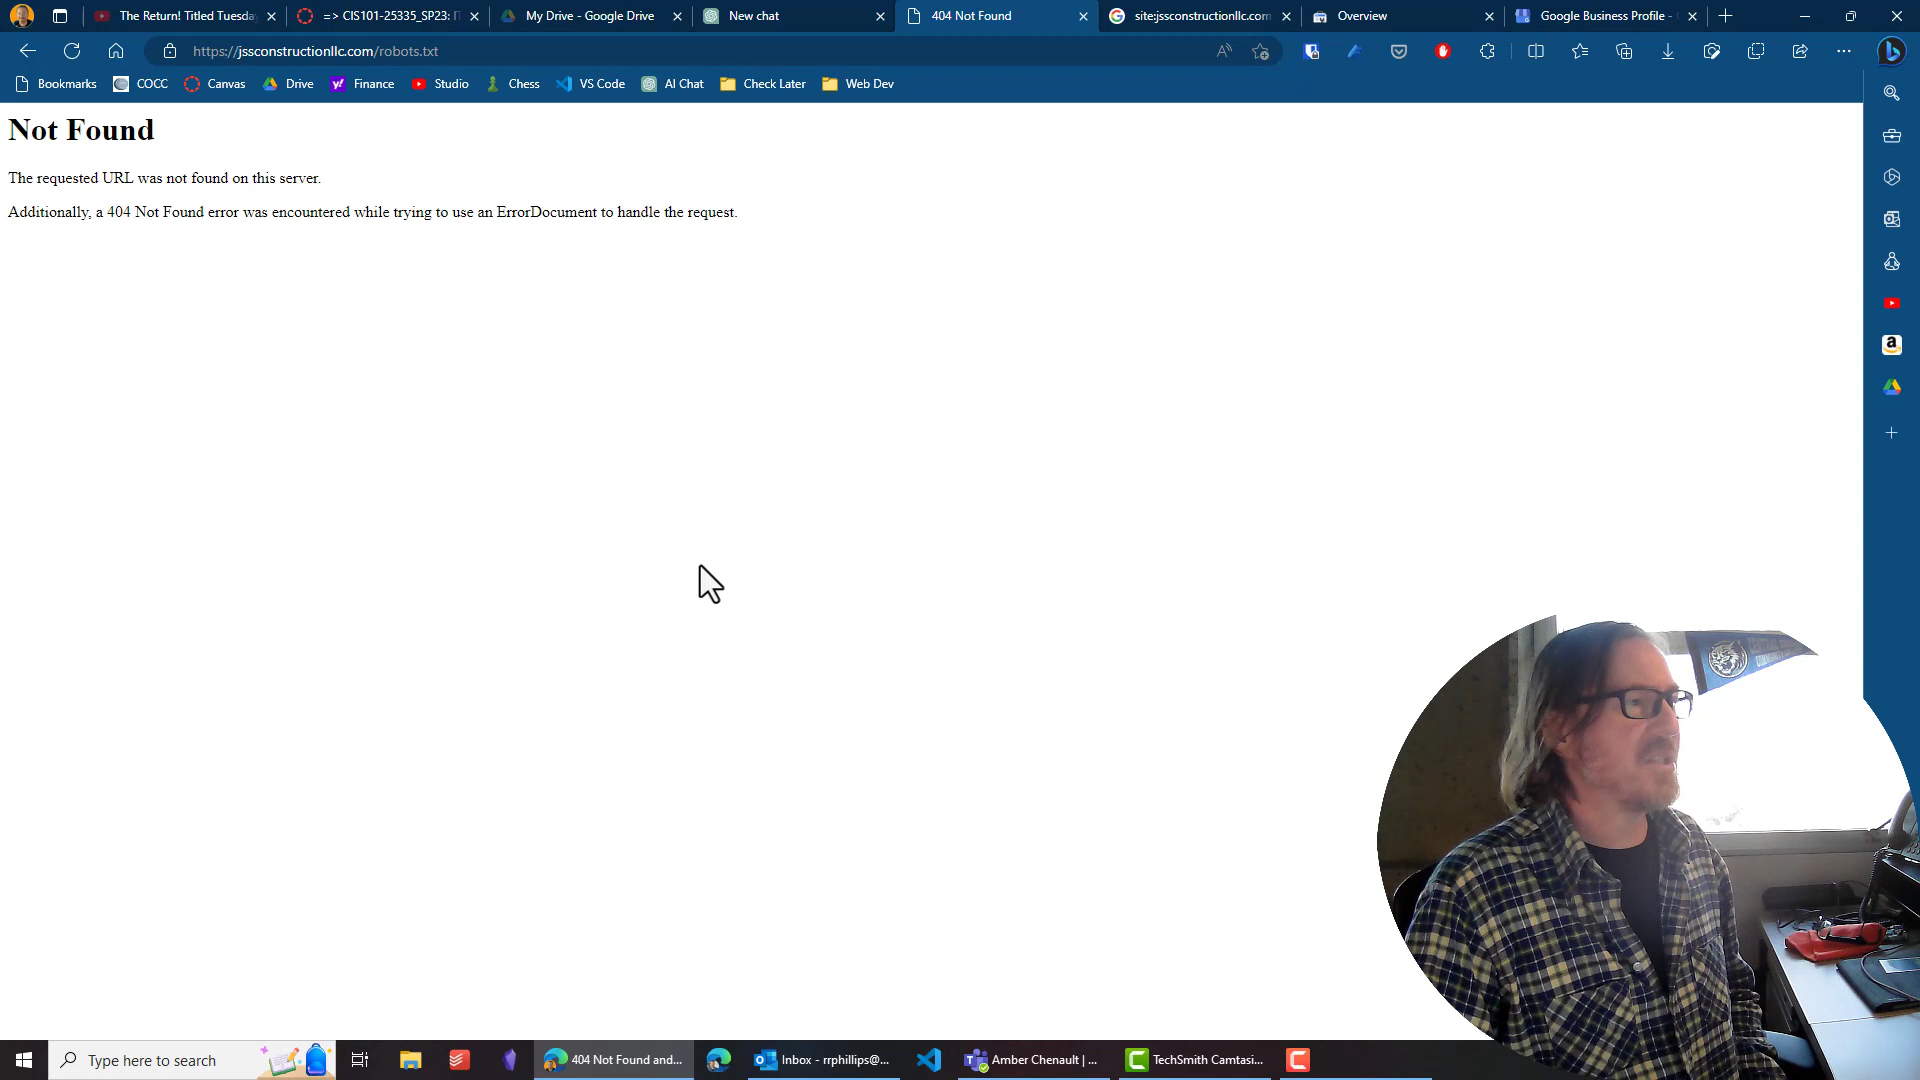 The Return! Titled Tuesda
=> CIS101-25335_SP23:
My Drive - Google Drive
New chat
404 Not Found
site:jssconstructionllc.com
Overview
Google Business Profile -
https://jssconstructionllc.com/robots.txt
Bookmarks
COCC
Canvas
Drive
Finance
Studio
Chess
VS Code
AI Chat
Check Later
Web Dev
Not Found
The requested URL was not found on this server.
Additionally, a 404 Not Found error was encountered while trying to use an ErrorDocument to handle the request.
Type here to search
404 Not Found and...
Inbox - rrphillips@...
Amber Chenault | ...
TechSmith Camtasi...